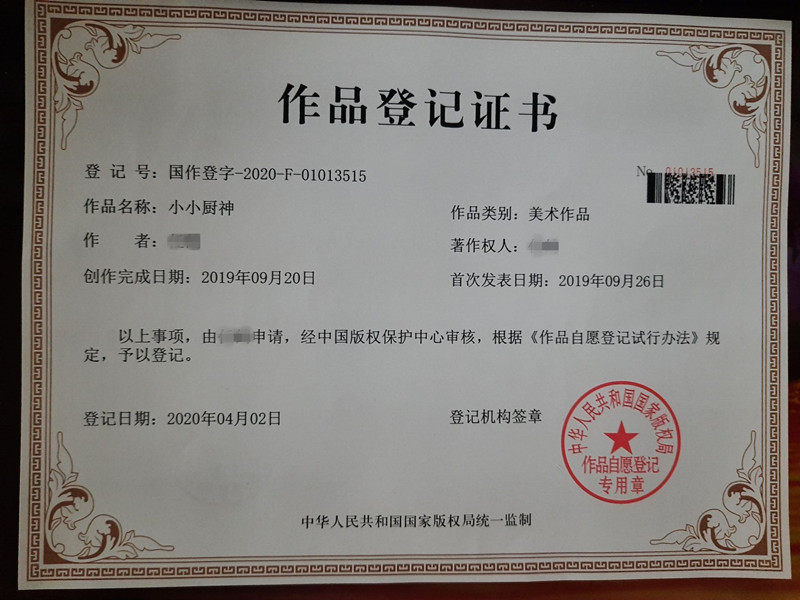 作品登记证书
登 记 号：国作登字-2020-F-01013515
No. 01013515
作品名称：小小厨神
作品类别：美术作品
作 者：
著作权人：
创作完成日期：2019年09月20日
首次发表日期：2019年09月26日
以上事项，由 申请，经中国版权保护中心审核，根据《作品自愿登记试行办法》规
定，予以登记。
登记日期：2020年04月02日
登记机构签章
中华人民共和国国家版权局
作品自愿登记
专用章
中华人民共和国国家版权局统一监制